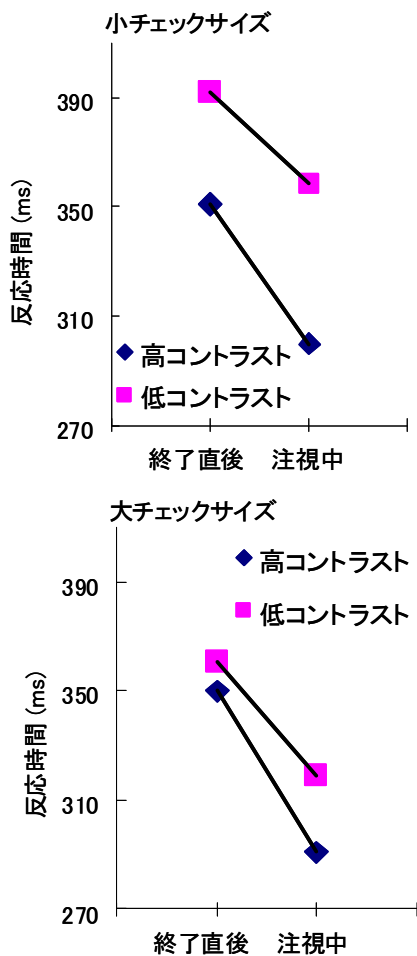 小チェックサイズ
390
350
310
270
反応時間 (ms)
高コントラスト
低コントラスト
終了直後 注視中
大チェックサイズ
390
350
310
270
反応時間 (ms)
高コントラスト
低コントラスト
終了直後 注視中